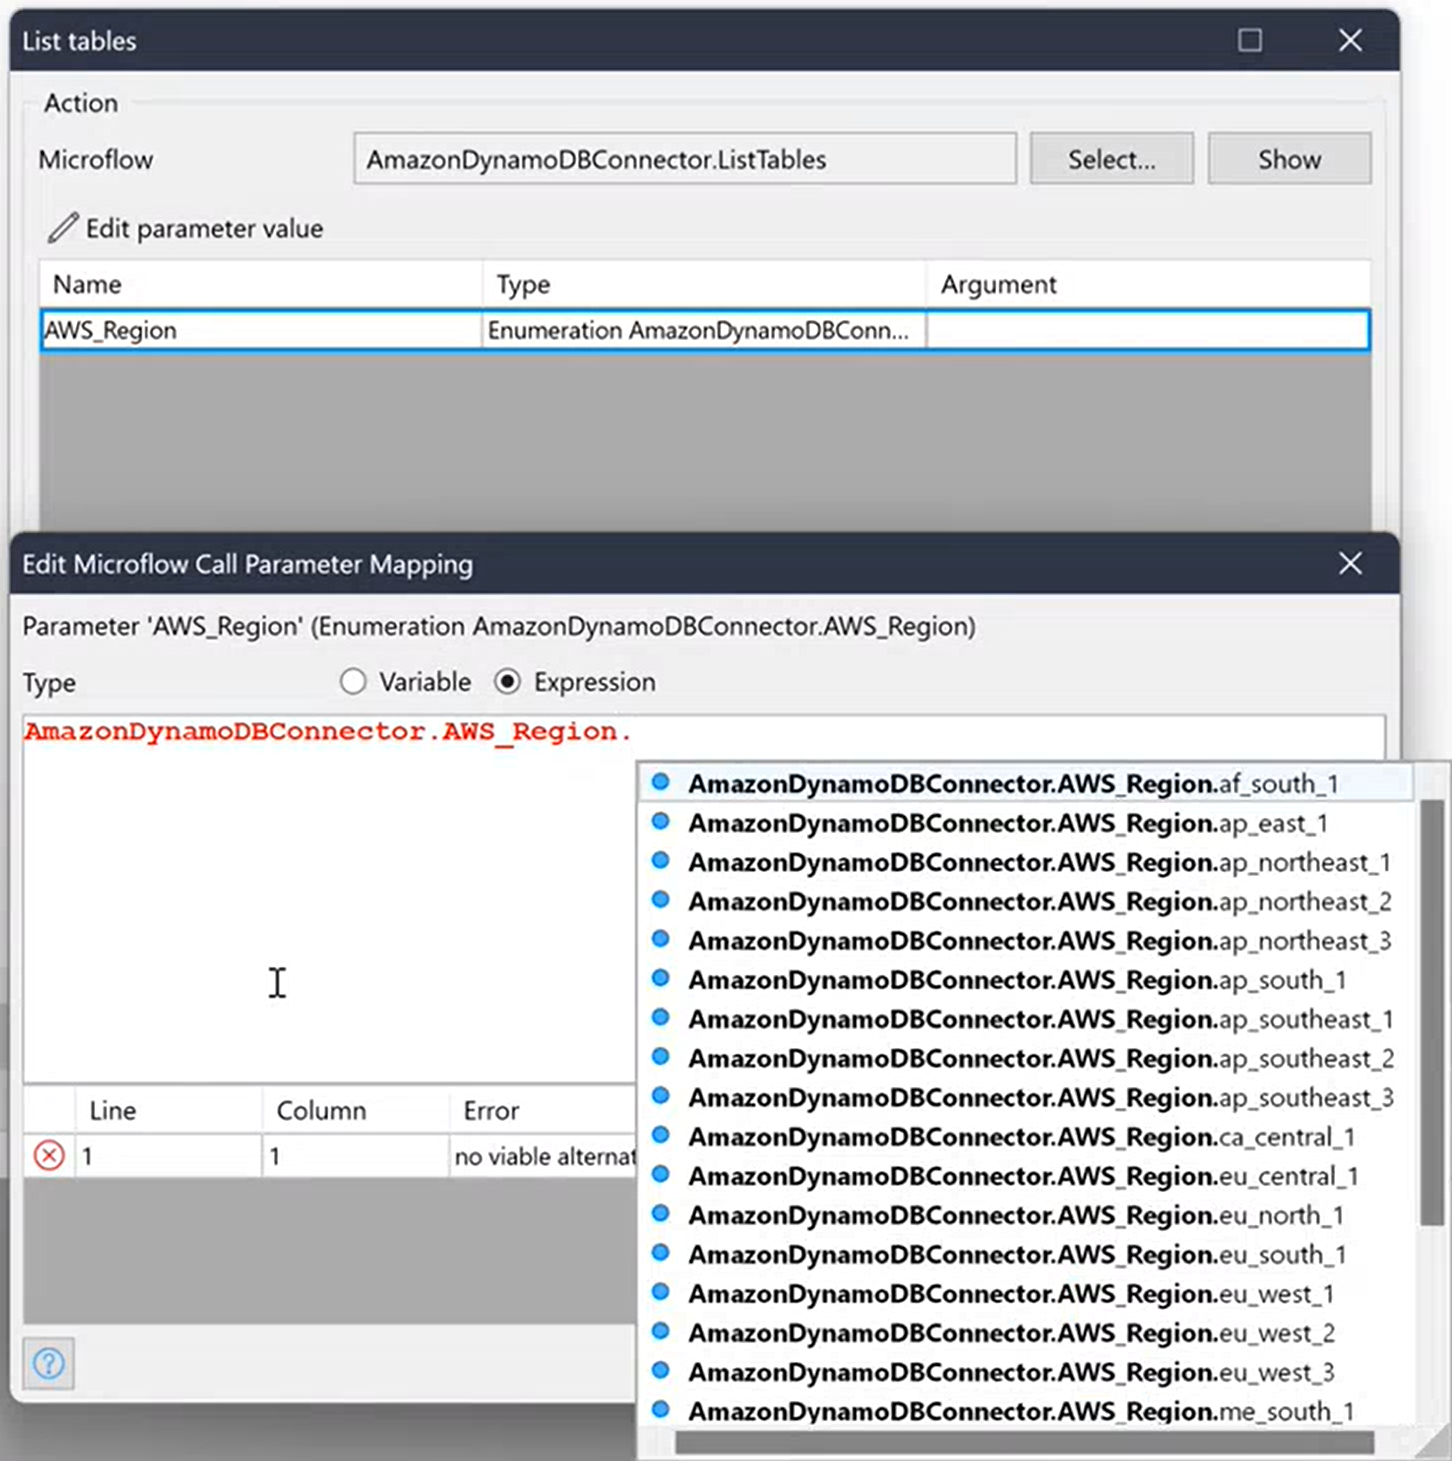 List tables
Action
Microflow AmazonDynamoDBConnector.ListTables Select... Show
Edit parameter value
Name Type Argument
AWS_Region Enumeration AmazonDynamoDBConn...
Edit Microflow Call Parameter Mapping
Parameter 'AWS_Region' (Enumeration AmazonDynamoDBConnector.AWS_Region)
Type Variable Expression
AmazonDynamoDBConnector.AWS_Region.
AmazonDynamoDBConnector.AWS_Region.af_south_1
AmazonDynamoDBConnector.AWS_Region.ap_east_1
AmazonDynamoDBConnector.AWS_Region.ap_northeast_1
AmazonDynamoDBConnector.AWS_Region.ap_northeast_2
AmazonDynamoDBConnector.AWS_Region.ap_northeast_3
AmazonDynamoDBConnector.AWS_Region.ap_south_1
AmazonDynamoDBConnector.AWS_Region.ap_southeast_1
AmazonDynamoDBConnector.AWS_Region.ap_southeast_2
AmazonDynamoDBConnector.AWS_Region.ap_southeast_3
AmazonDynamoDBConnector.AWS_Region.ca_central_1
AmazonDynamoDBConnector.AWS_Region.eu_central_1
AmazonDynamoDBConnector.AWS_Region.eu_north_1
AmazonDynamoDBConnector.AWS_Region.eu_south_1
AmazonDynamoDBConnector.AWS_Region.eu_west_1
AmazonDynamoDBConnector.AWS_Region.eu_west_2
AmazonDynamoDBConnector.AWS_Region.eu_west_3
AmazonDynamoDBConnector.AWS_Region.me_south_1
Line Column Error
1 1 no viable alternat
?